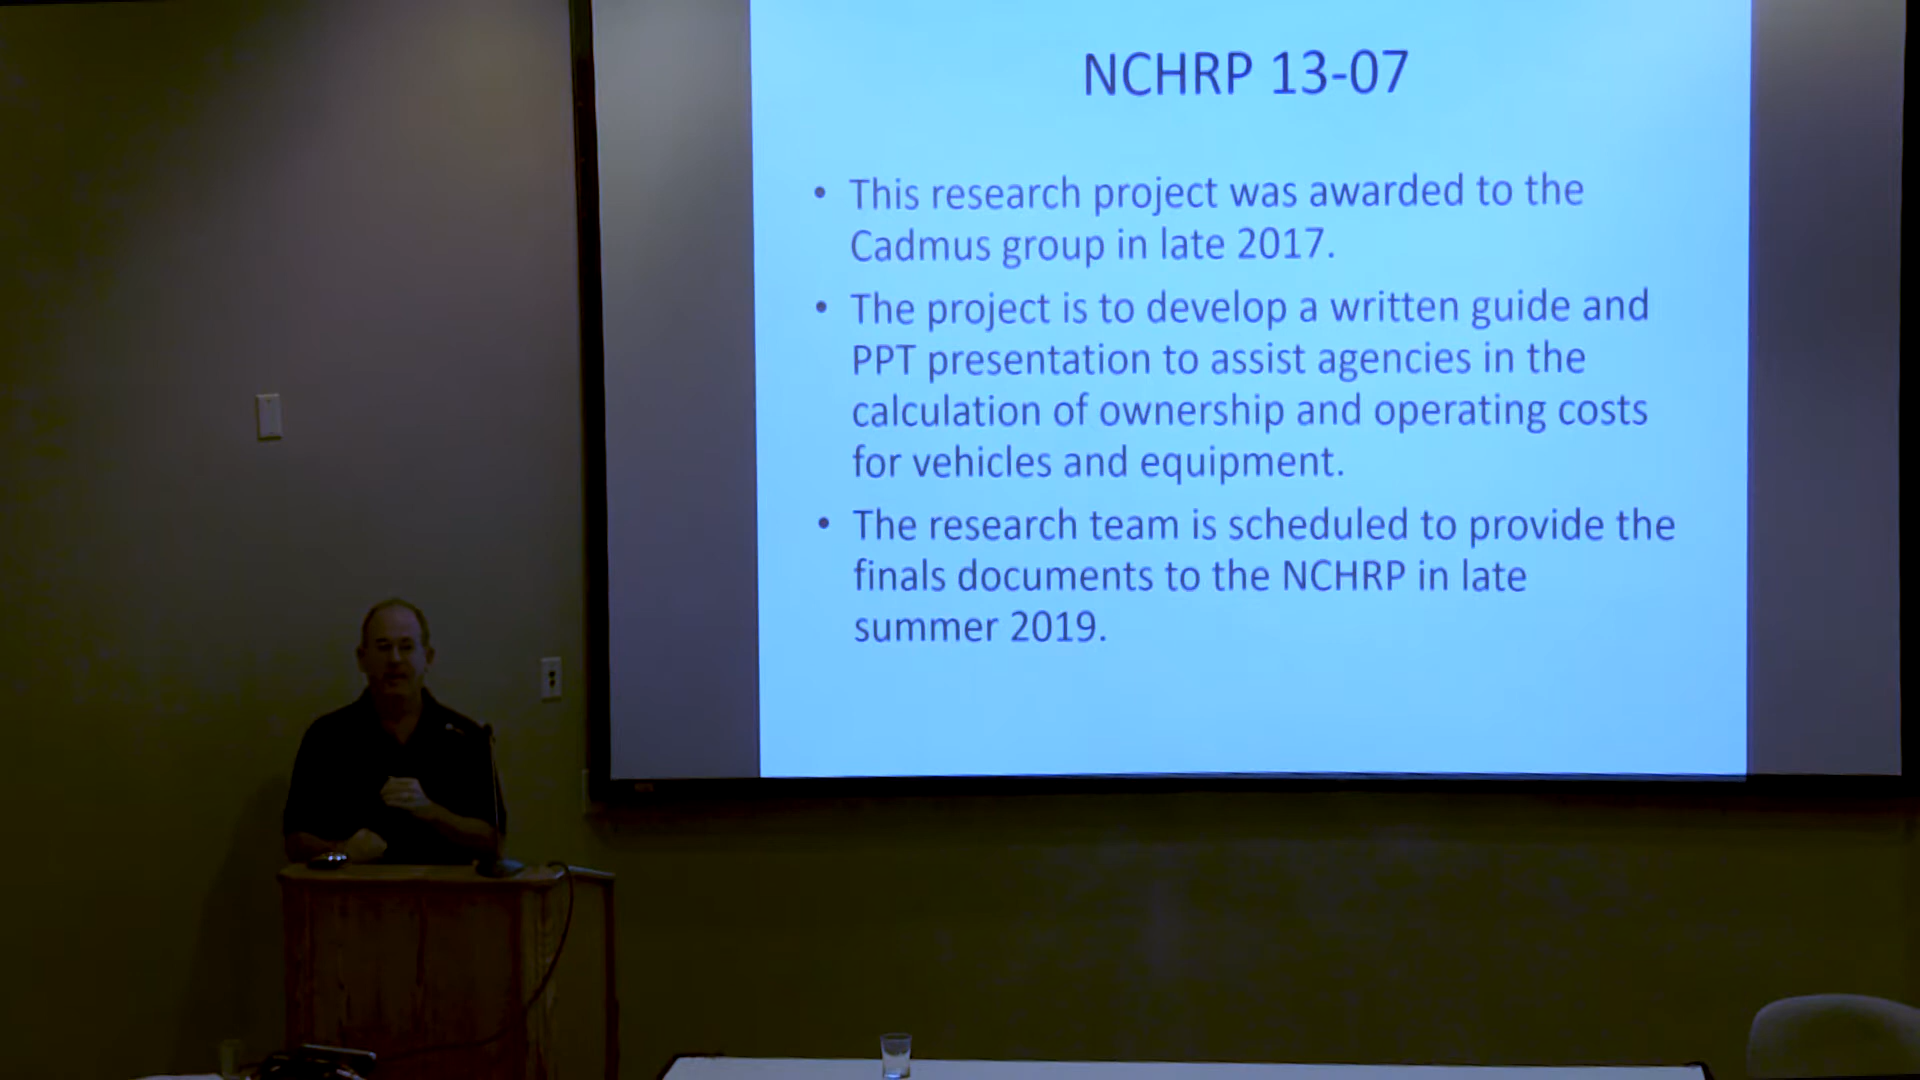 NCHRP 13-07
• This research project was awarded to the
Cadmus group in late 2017.
• The project is to develop a written guide and
PPT presentation to assist agencies in the
calculation of ownership and operating costs
for vehicles and equipment.
• The research team is scheduled to provide the
finals documents to the NCHRP in late
summer 2019.